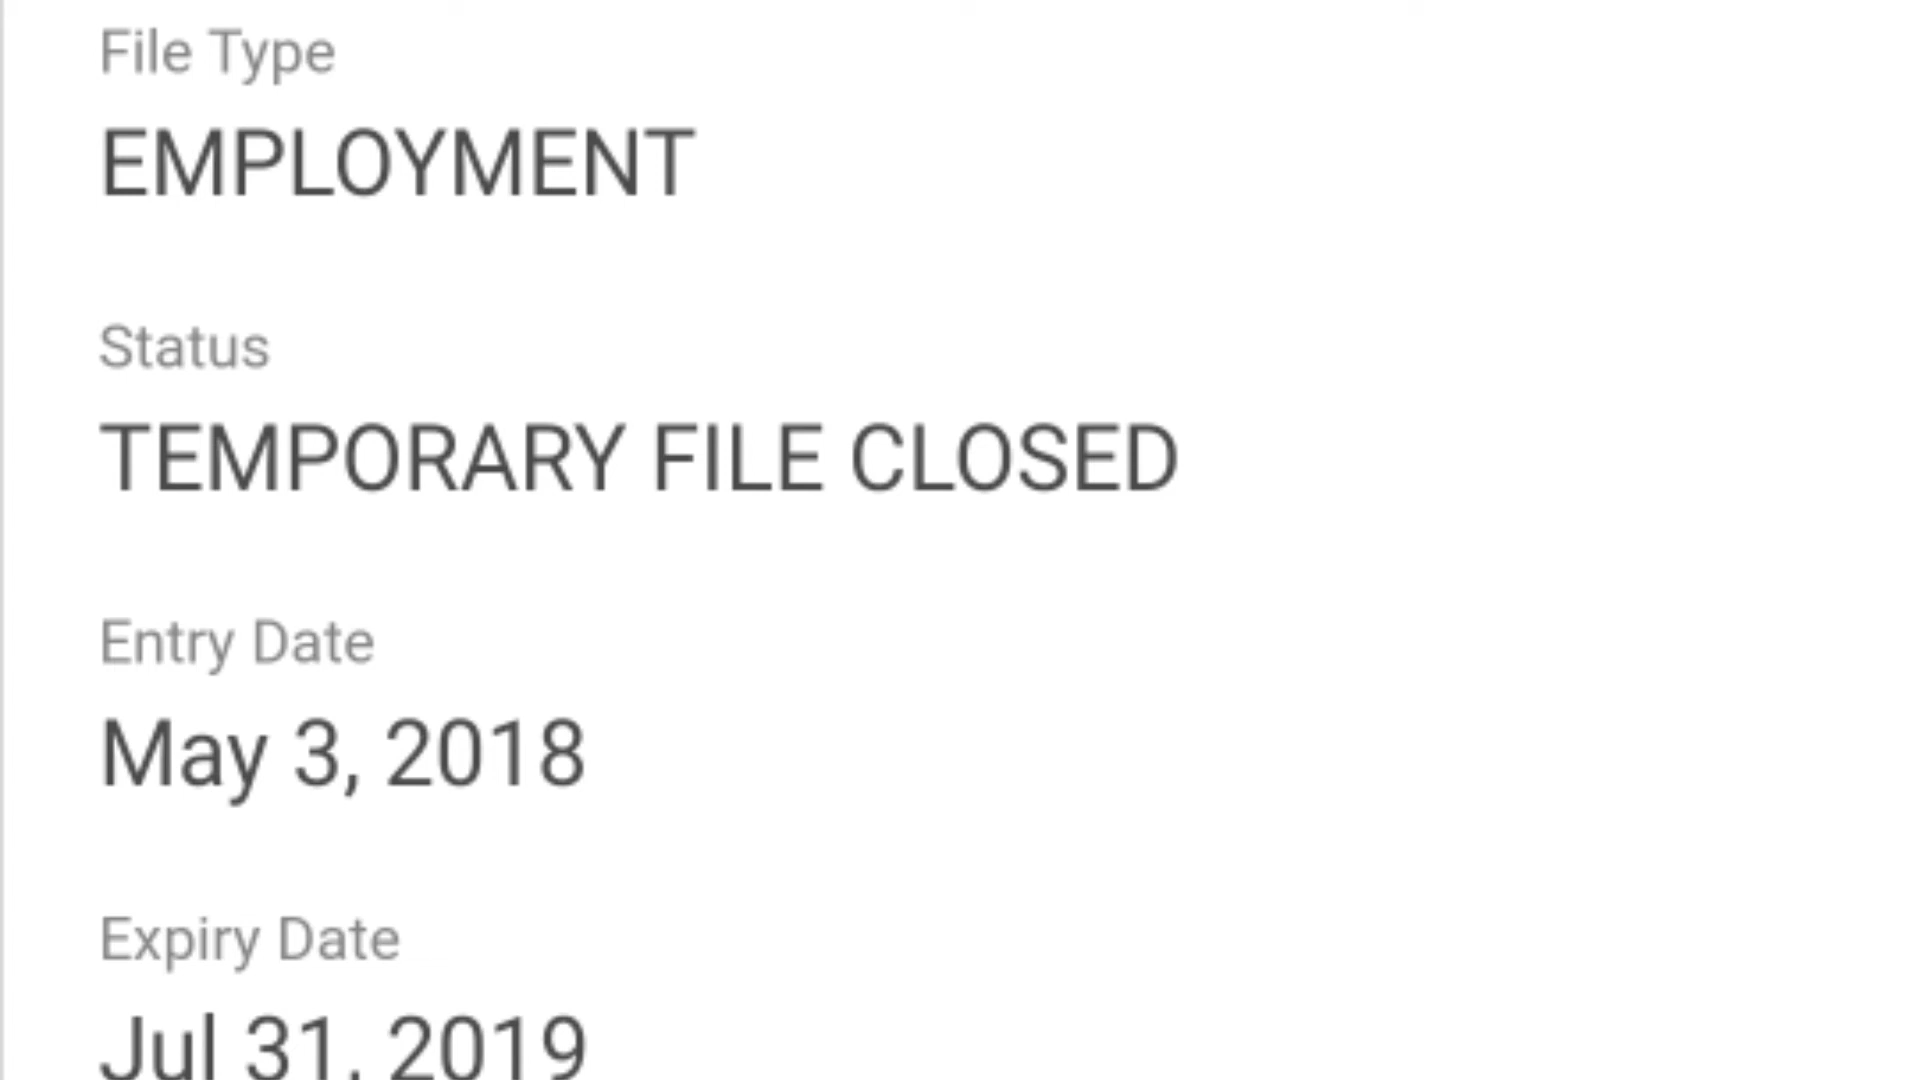 File Type
EMPLOYMENT
Status
TEMPORARY FILE CLOSED
Entry Date
May 3, 2018
Expiry Date
Jul 31, 2019